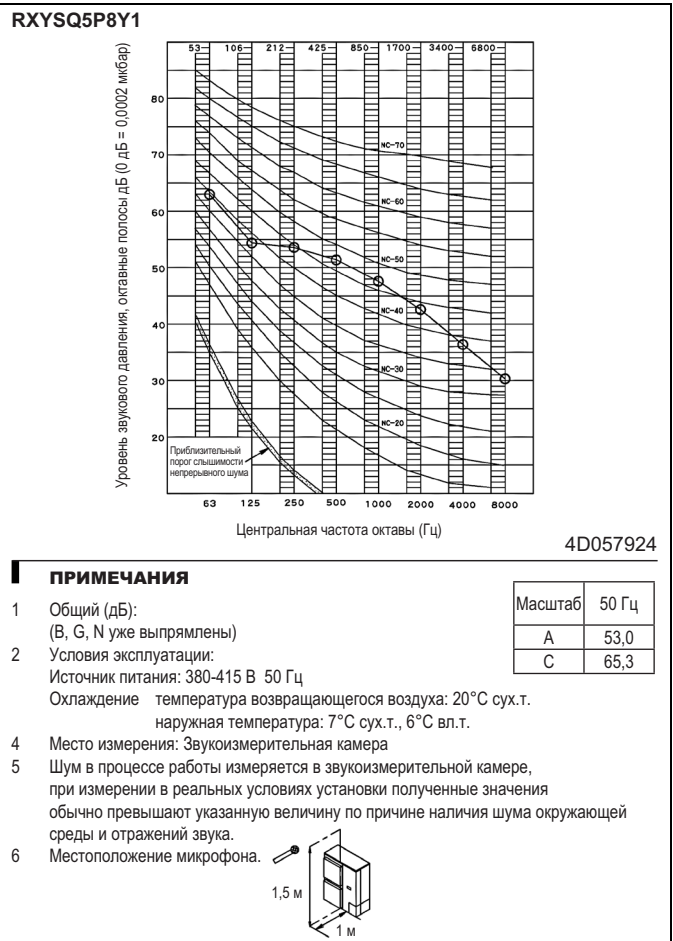 RXYSQ5P8Y1
53 106 212 425 850 1700 3400 6800
Уровень звукового давления, октавные полосы дБ (0 дБ = 0,0002 мкбар)
80
70
60
50
40
30
20
NC-70
NC-60
NC-50
NC-40
NC-30
NC-20
Приблизительный
порог слышимости
непрерывного шума
63 125 250 500 1000 2000 4000 8000
Центральная частота октавы (Гц)
4D057924
ПРИМЕЧАНИЯ
1 Общий (дБ):
(B, G, N уже выпрямлены)
Масштаб 50 Гц
A 53,0
C 65,3
2 Условия эксплуатации:
Источник питания: 380-415 В 50 Гц
Охлаждение температура возвращающегося воздуха: 20°C сух.т.
наружная температура: 7°C сух.т., 6°C вл.т.
4 Место измерения: Звукоизмерительная камера
5 Шум в процессе работы измеряется в звукоизмерительной камере,
при измерении в реальных условиях установки полученные значения
обычно превышают указанную величину по причине наличия шума окружающей
среды и отражений звука.
6 Местоположение микрофона.
1,5 м
1 м